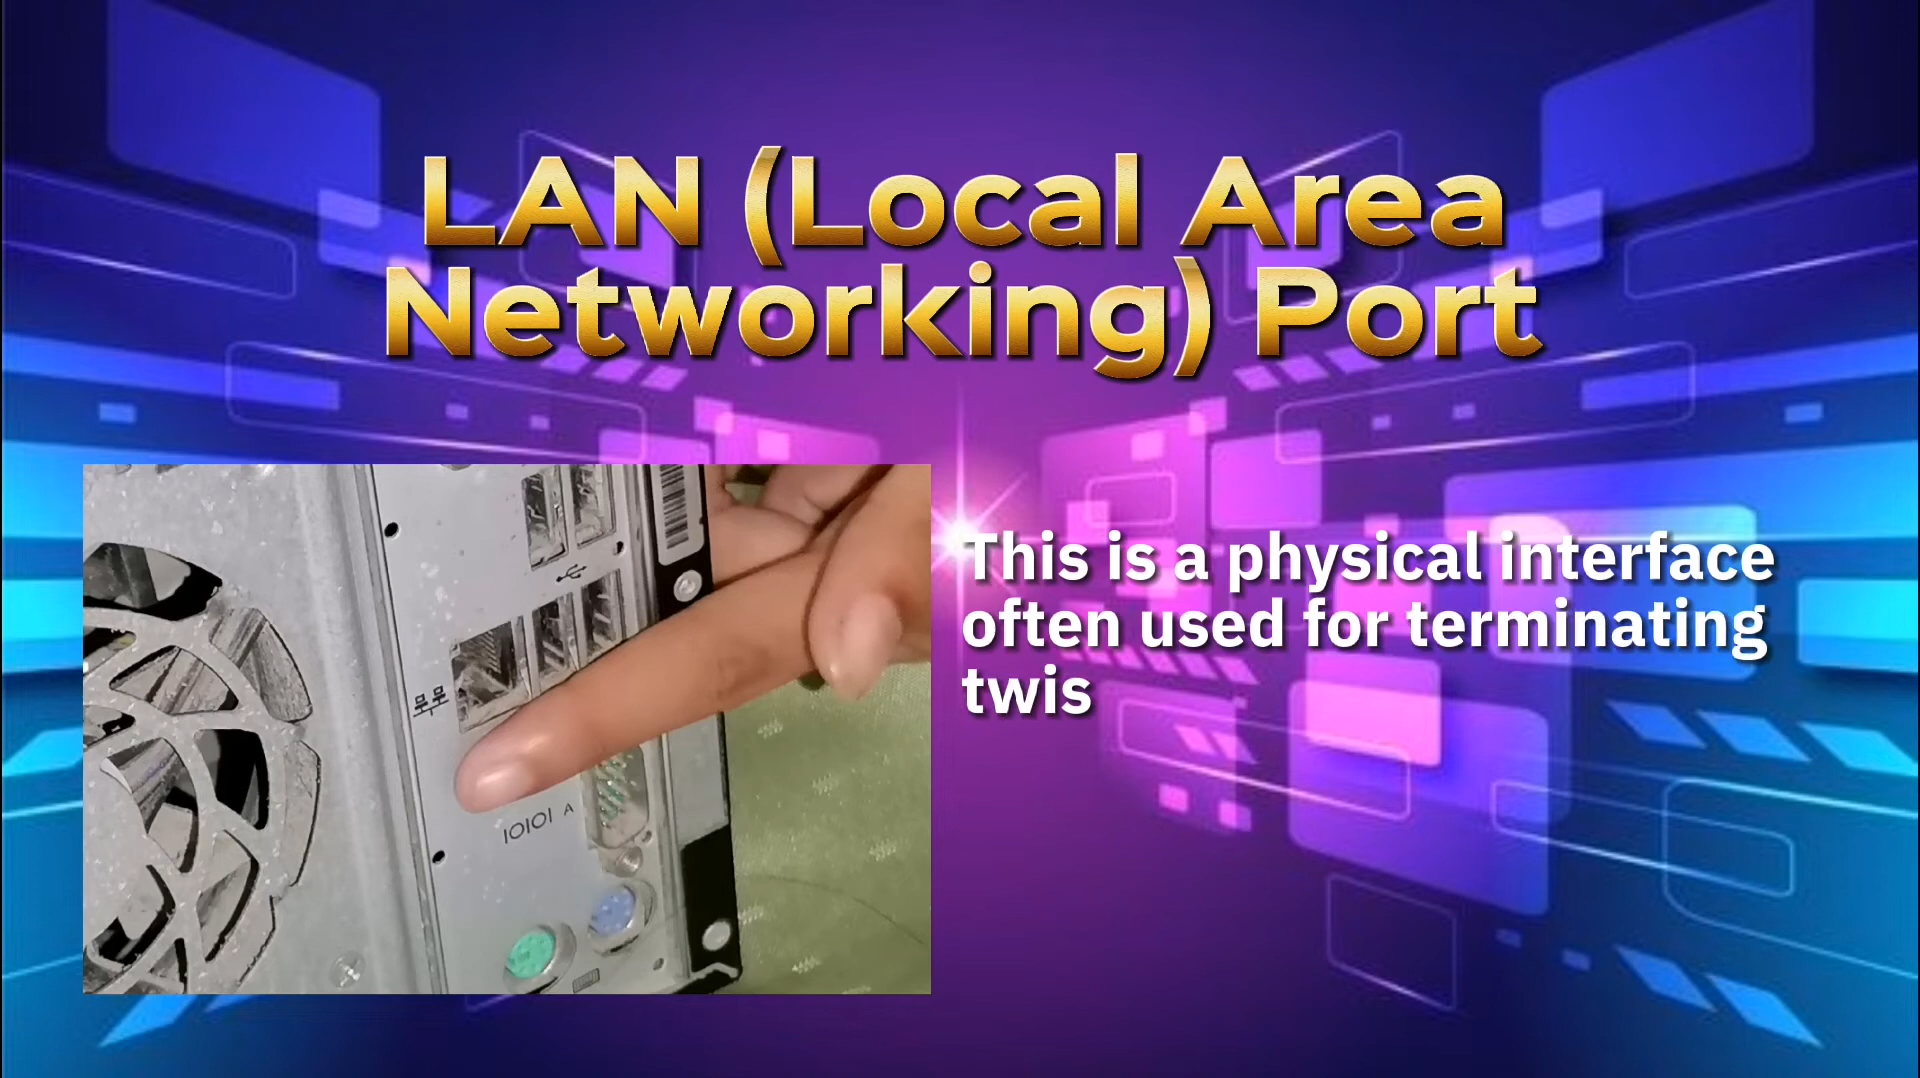 LAN (Local Area
Networking) Port
This is a physical interface
often used for terminating
twis
IOIOI A